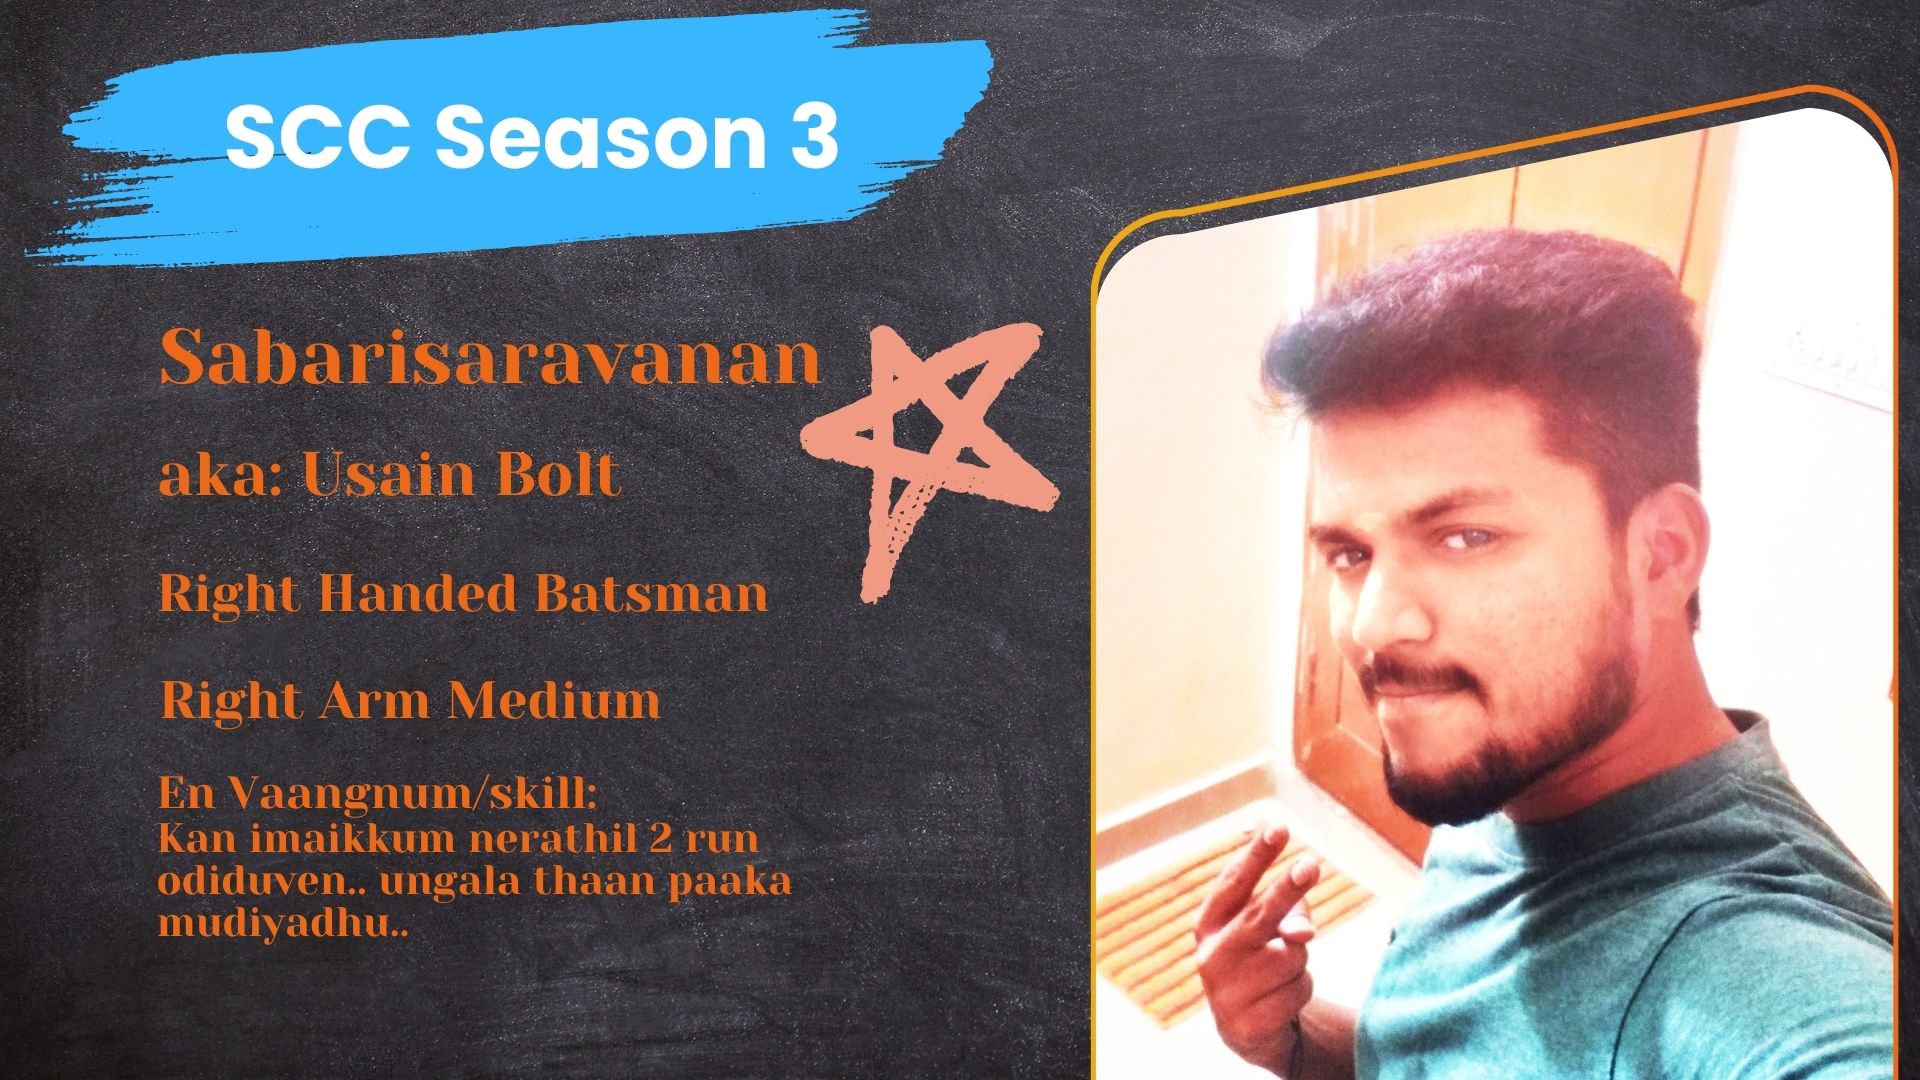 SCC Season 3
Sabarisaravanan
aka: Usain Bolt
Right Handed Batsman
Right Arm Medium
En Vaangnum/skill:
Kan imaikkum nerathil 2 run
odiduven.. ungala thaan paaka
mudiyadhu..